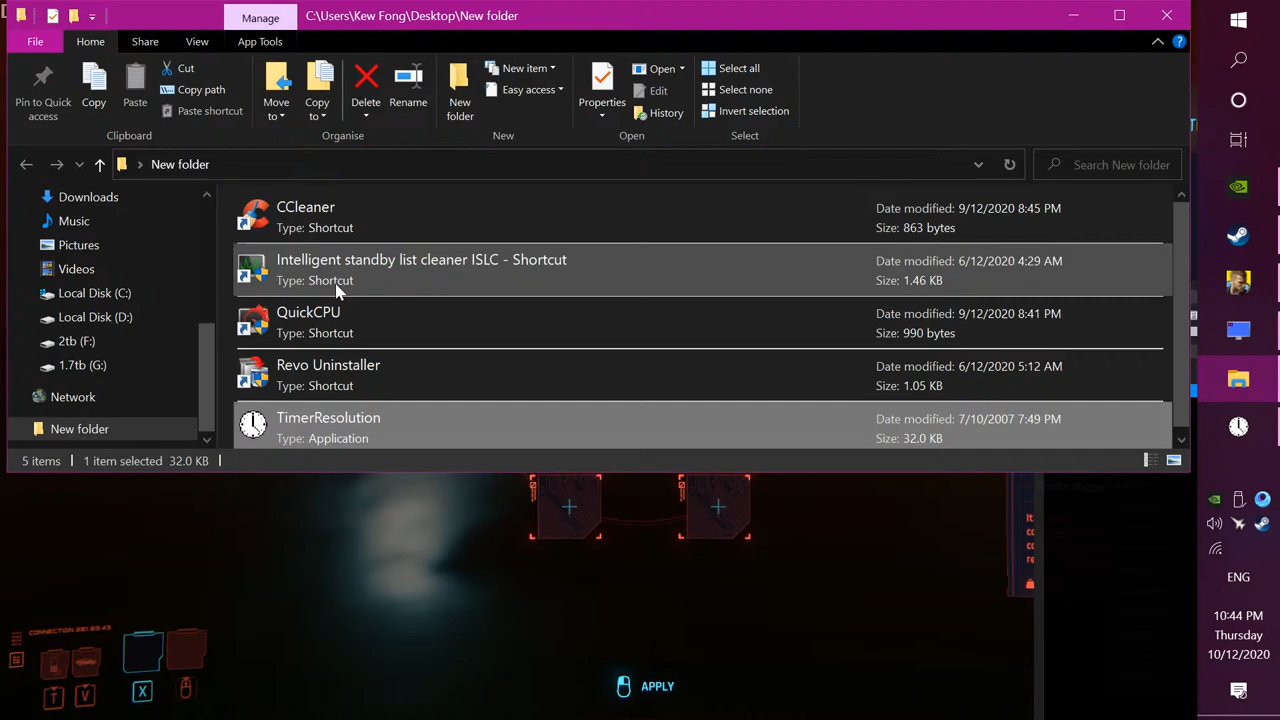 Manage
C:\Users\Kew Fong\Desktop\New folder
File
Home
Share
View
App Tools
Pin to Quick access
Copy
Paste
Cut
Copy path
Paste shortcut
Clipboard
Move to
Copy to
Delete
Rename
Organise
New folder
New item
Easy access
New
Properties
Open
Edit
History
Open
Select all
Select none
Invert selection
Select
New folder
Search New folder
Downloads
Music
Pictures
Videos
Local Disk (C:)
Local Disk (D:)
2tb (F:)
1.7tb (G:)
Network
New folder
CCleaner
Type: Shortcut
Date modified: 9/12/2020 8:45 PM
Size: 863 bytes
Intelligent standby list cleaner ISLC - Shortcut
Type: Shortcut
Date modified: 6/12/2020 4:29 AM
Size: 1.46 KB
QuickCPU
Type: Shortcut
Date modified: 9/12/2020 8:41 PM
Size: 990 bytes
Revo Uninstaller
Type: Shortcut
Date modified: 6/12/2020 5:12 AM
Size: 1.05 KB
TimerResolution
Type: Application
Date modified: 7/10/2007 7:49 PM
Size: 32.0 KB
5 items
1 item selected 32.0 KB
ENG
10:44 PM
Thursday
10/12/2020
T
V
X
APPLY